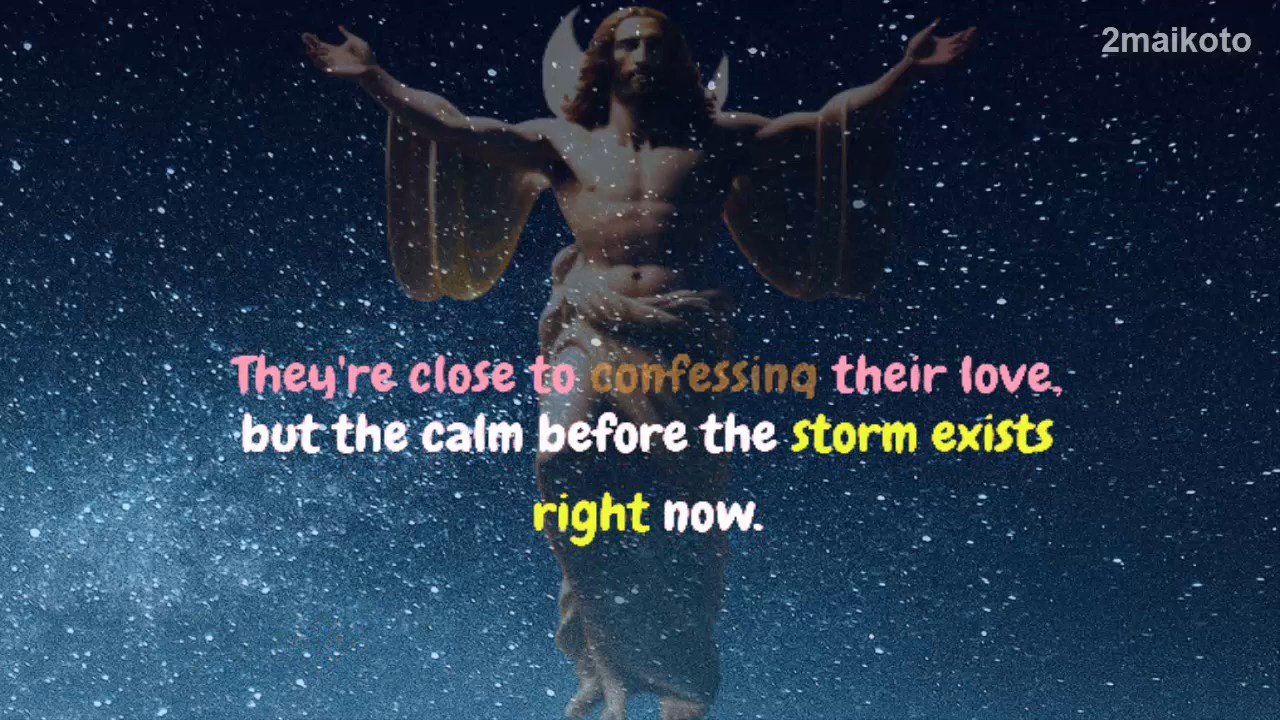 2maikoto
They're close to confessing their love,
but the calm before the storm exists
right now.